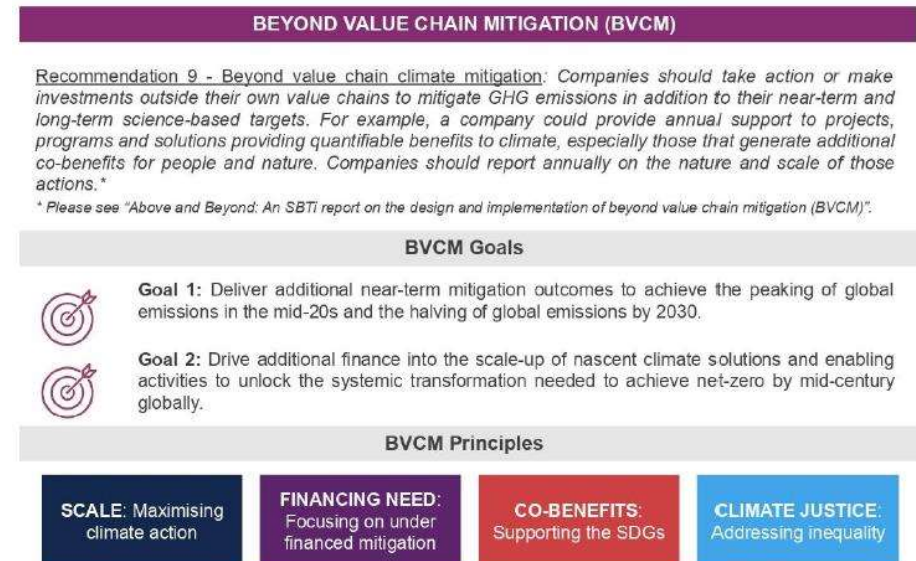 BEYOND VALUE CHAIN MITIGATION (BVCM)
Recommendation 9 - Beyond value chain climate mitigation: Companies should take action or make
investments outside their own value chains to mitigate GHG emissions in addition to their near-term and
long-term science-based targets. For example, a company could provide annual support to projects,
programs and solutions providing quantifiable benefits to climate, especially those that generate additional
co-benefits for people and nature. Companies should report annually on the nature and scale of those
actions.*
* Please see "Above and Beyond: An SBTi report on the design and implementation of beyond value chain mitigation (BVCM)".
BVCM Goals
Goal 1: Deliver additional near-term mitigation outcomes to achieve the peaking of global
emissions in the mid-20s and the halving of global emissions by 2030.
Goal 2: Drive additional finance into the scale-up of nascent climate solutions and enabling
activities to unlock the systemic transformation needed to achieve net-zero by mid-century
globally.
BVCM Principles
SCALE: Maximising
climate action
FINANCING NEED:
Focusing on under
financed mitigation
CO-BENEFITS:
Supporting the SDGs
CLIMATE JUSTICE:
Addressing inequality